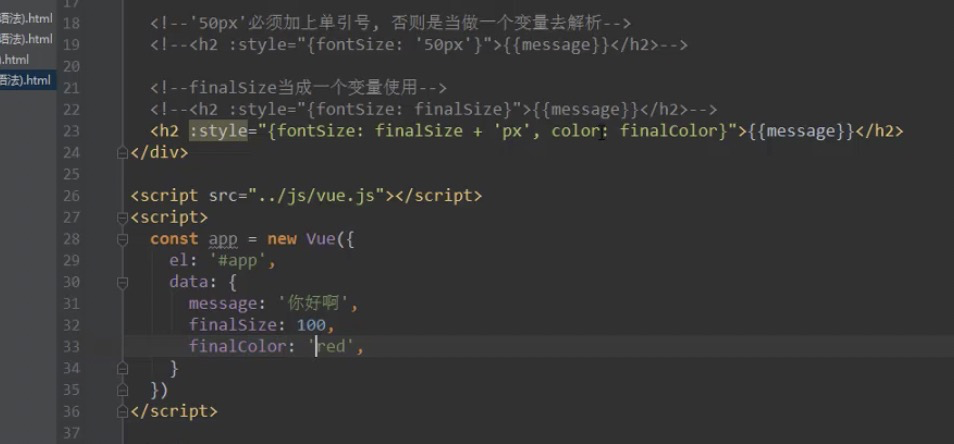 语法).html
语法).html
).html
语法).html
17
18 <!--'50px'必须加上单引号, 否则是当做一个变量去解析-->
19 <!--<h2 :style="{fontSize: '50px'}">{{message}}</h2>-->
20
21 <!--finalSize当成一个变量使用-->
22 <!--<h2 :style="{fontSize: finalSize}">{{message}}</h2>-->
23 <h2 :style="{fontSize: finalSize + 'px', color: finalColor}">{{message}}</h2>
24 </div>
25
26 <script src="../js/vue.js"></script>
27 <script>
28 const app = new Vue({
29 el: '#app',
30 data: {
31 message: '你好啊',
32 finalSize: 100,
33 finalColor: 'red',
34 }
35 })
36 </script>
37